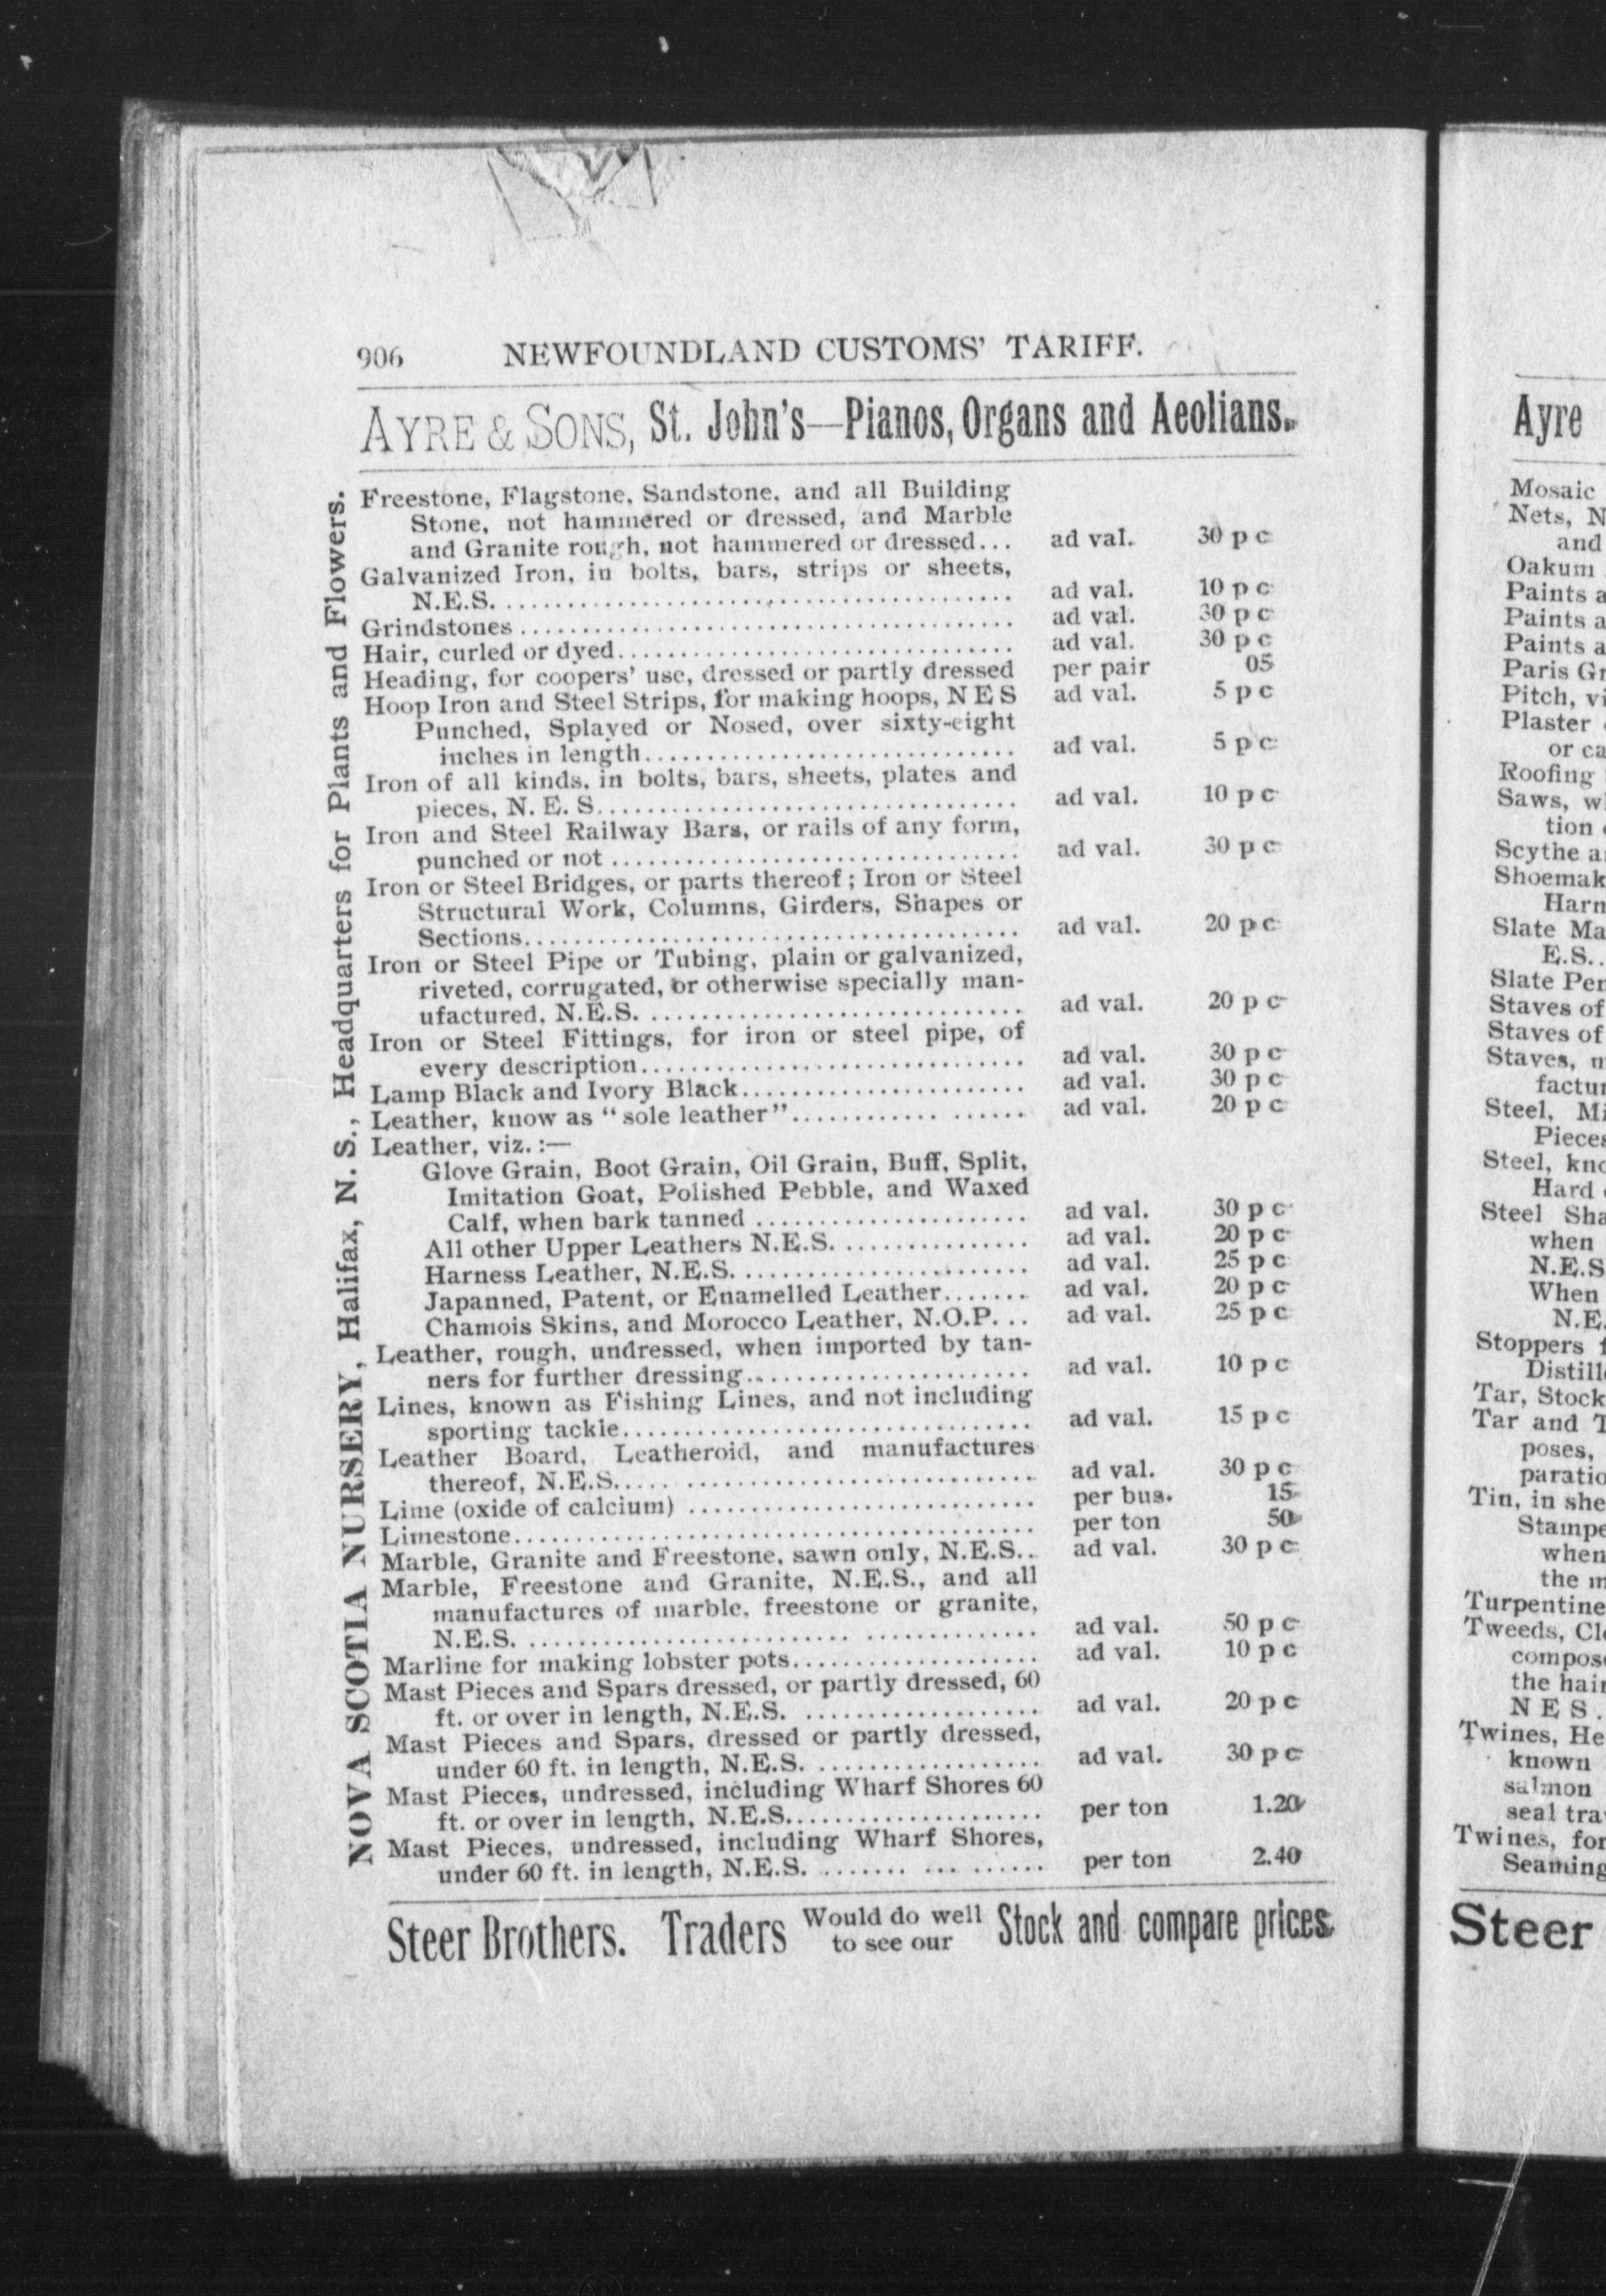 906 NEWFOUNDLAND CUSTOMS' TARIFF.
AYRE & SONS, St. John's—Pianos, Organs and Aeolians.
NOVA SCOTIA NURSERY, Halifax, N. S., Headquarters for Plants and Flowers.
Freestone, Flagstone, Sandstone, and all Building
Stone, not hammered or dressed, and Marble
and Granite rough, not hammered or dressed... ad val. 30 p c
Galvanized Iron, in bolts, bars, strips or sheets,
N.E.S. ........ ad val. 10 p c
Grindstones ........ ad val. 30 p c
Hair, curled or dyed........ ad val. 30 p c
Heading, for coopers' use, dressed or partly dressed per pair 05
Hoop Iron and Steel Strips, for making hoops, N E S ad val. 5 p c
Punched, Splayed or Nosed, over sixty-eight
inches in length........ ad val. 5 p c
Iron of all kinds, in bolts, bars, sheets, plates and
pieces, N. E. S........ ad val. 10 p c
Iron and Steel Railway Bars, or rails of any form,
punched or not ........ ad val. 30 p c
Iron or Steel Bridges, or parts thereof; Iron or Steel
Structural Work, Columns, Girders, Shapes or
Sections........ ad val. 20 p c
Iron or Steel Pipe or Tubing, plain or galvanized,
riveted, corrugated, or otherwise specially man-
ufactured, N.E.S. ........ ad val. 20 p c
Iron or Steel Fittings, for iron or steel pipe, of
every description........ ad val. 30 p c
Lamp Black and Ivory Black........ ad val. 30 p c
Leather, know as "sole leather"........ ad val. 20 p c
Leather, viz.:—
Glove Grain, Boot Grain, Oil Grain, Buff, Split,
Imitation Goat, Polished Pebble, and Waxed
Calf, when bark tanned ........ ad val. 30 p c
All other Upper Leathers N.E.S. ........ ad val. 20 p c
Harness Leather, N.E.S. ........ ad val. 25 p c
Japanned, Patent, or Enamelled Leather....... ad val. 20 p c
Chamois Skins, and Morocco Leather, N.O.P. .. ad val. 25 p c
Leather, rough, undressed, when imported by tan-
ners for further dressing........ ad val. 10 p c
Lines, known as Fishing Lines, and not including
sporting tackle........ ad val. 15 p c
Leather Board, Leatheroid, and manufactures
thereof, N.E.S........ ad val. 30 p c
Lime (oxide of calcium) ........ per bus. 15
Limestone........ per ton 50
Marble, Granite and Freestone, sawn only, N.E.S.. ad val. 30 p c
Marble, Freestone and Granite, N.E.S., and all
manufactures of marble, freestone or granite,
N.E.S. ........ ad val. 50 p c
Marline for making lobster pots........ ad val. 10 p c
Mast Pieces and Spars dressed, or partly dressed, 60
ft. or over in length, N.E.S. ........ ad val. 20 p c
Mast Pieces and Spars, dressed or partly dressed,
under 60 ft. in length, N.E.S. ........ ad val. 30 p c
Mast Pieces, undressed, including Wharf Shores 60
ft. or over in length, N.E.S........ per ton 1.20
Mast Pieces, undressed, including Wharf Shores,
under 60 ft. in length, N.E.S. ........ per ton 2.40
Steer Brothers. Traders Would do well to see our Stock and compare prices.
Ayre
Mosaic
Nets, N
and
Oakum
Paints a
Paints a
Paints a
Paris Gr
Pitch, vi
Plaster
or ca
Roofing
Saws, w
tion
Scythe a
Shoemak
Harn
Slate Ma
E.S..
Slate Pen
Staves of
Staves of
Staves, n
factur
Steel, Mi
Pieces
Steel, kno
Hard
Steel Sha
when
N.E.S
When
N.E.
Stoppers f
Distill
Tar, Stock
Tar and T
poses,
paratio
Tin, in she
Stampe
when
the m
Turpentine
Tweeds, Cl
compos
the hair
N E S.
Twines, He
known
salmon
seal tra
Twines, for
Seaming
Steer